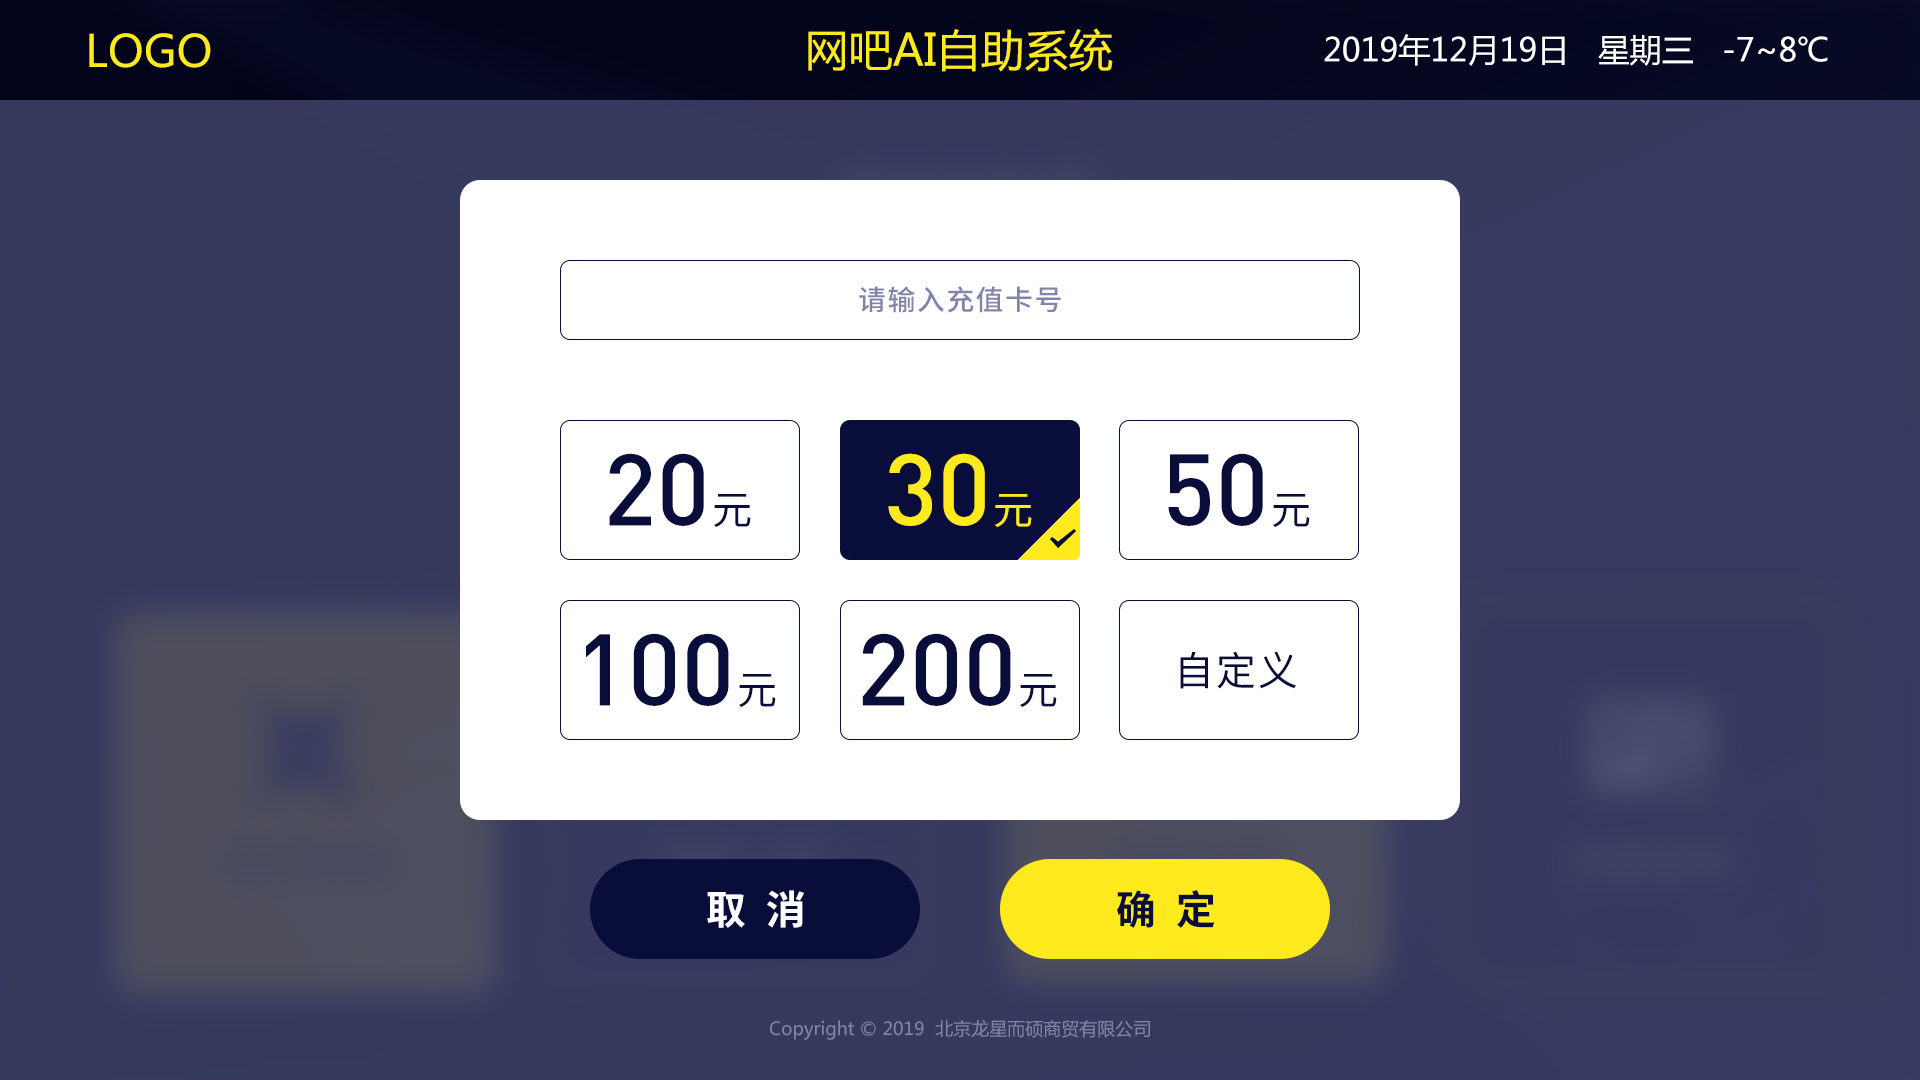 LOGO
网吧AI自助系统
2019年12月19日 星期三 -7~8℃
请输入充值卡号
20元
30元
50元
100元
200元
自定义
取 消
确 定
Copyright © 2019 北京龙星而硕商贸有限公司